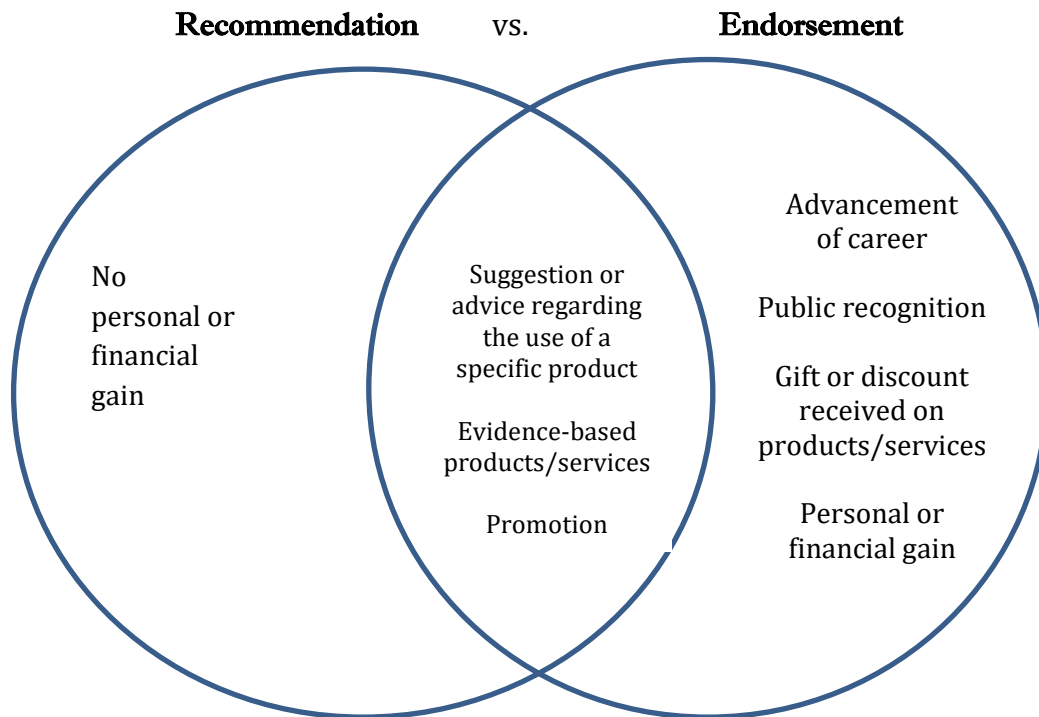 Recommendation vs. Endorsement
No
personal or
financial
gain
Suggestion or
advice regarding
the use of a
specific product
Evidence-based
products/services
Promotion
Advancement
of career
Public recognition
Gift or discount
received on
products/services
Personal or
financial gain